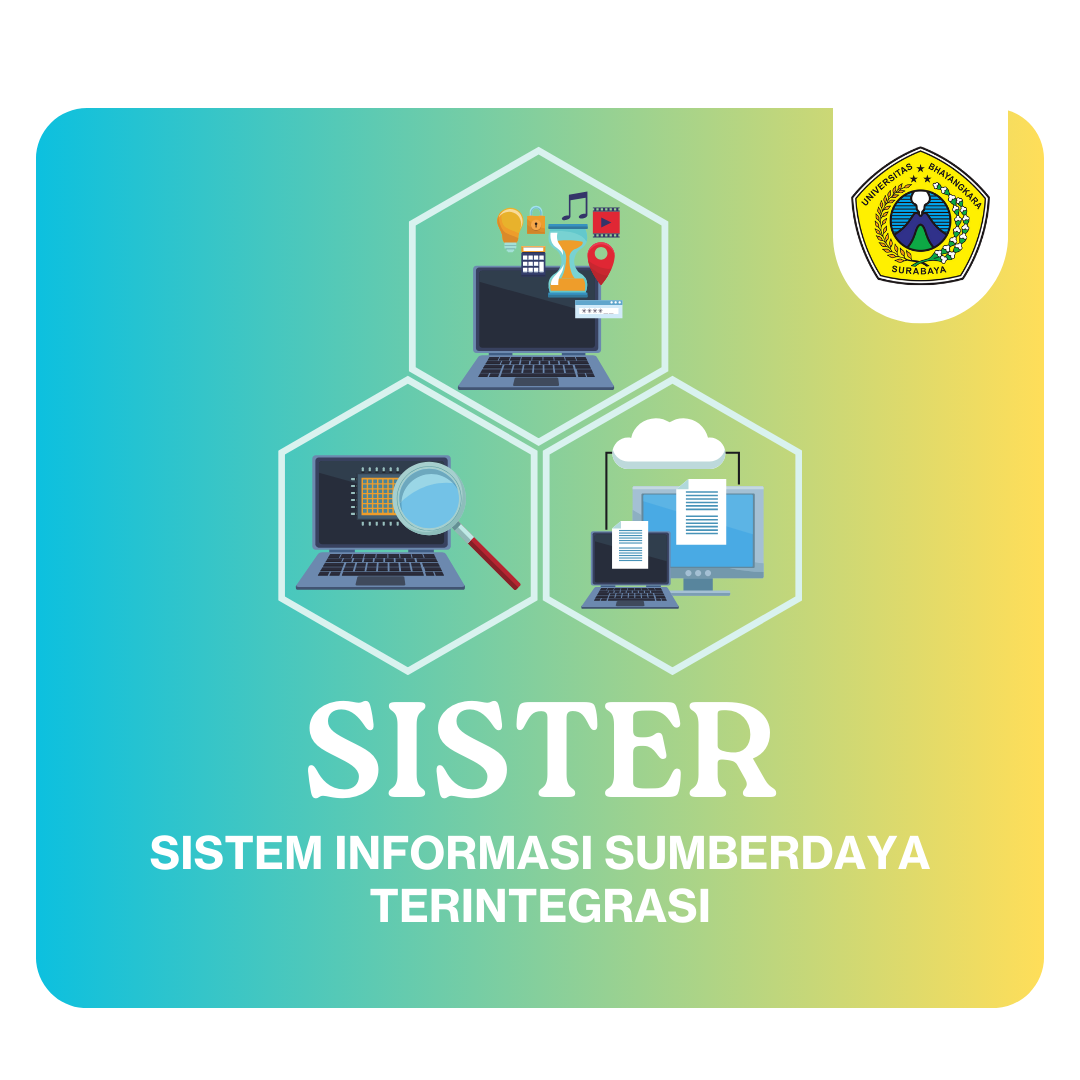 UNIVERSITAS BHAYANGKARA
SURABAYA
****_ _
SISTER
SISTEM INFORMASI SUMBERDAYA
TERINTEGRASI